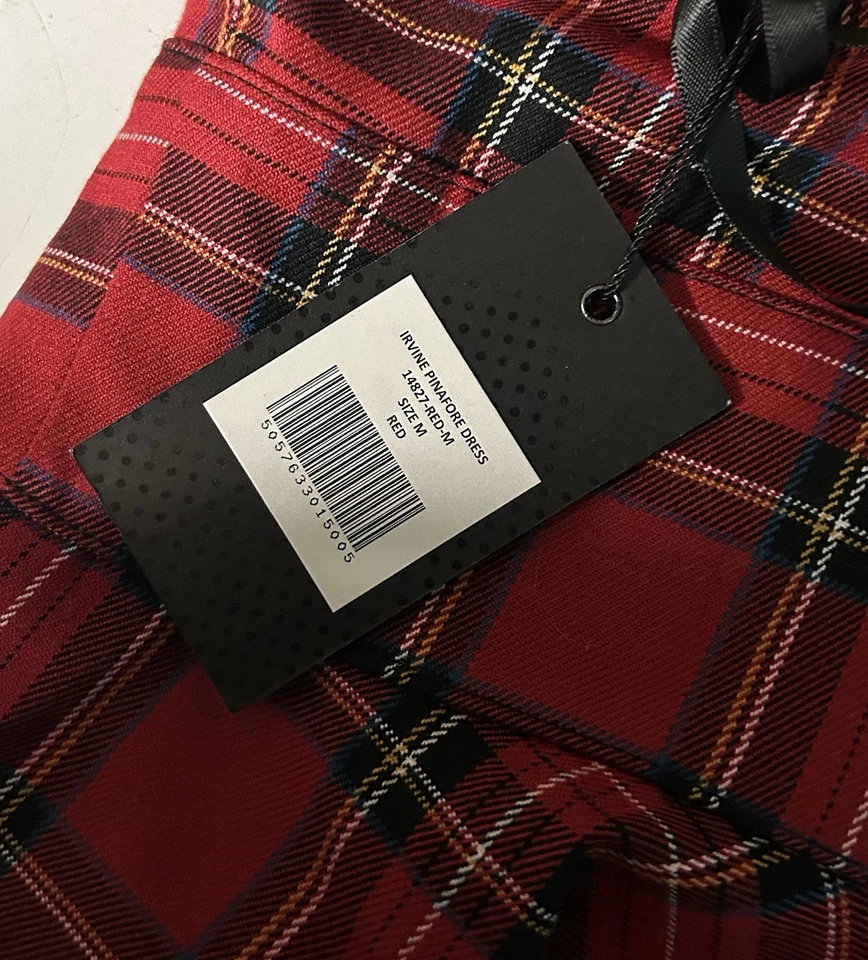 IRVINE PINAFORE DRESS
14827-RED-M
SIZE M
RED
5057633015005